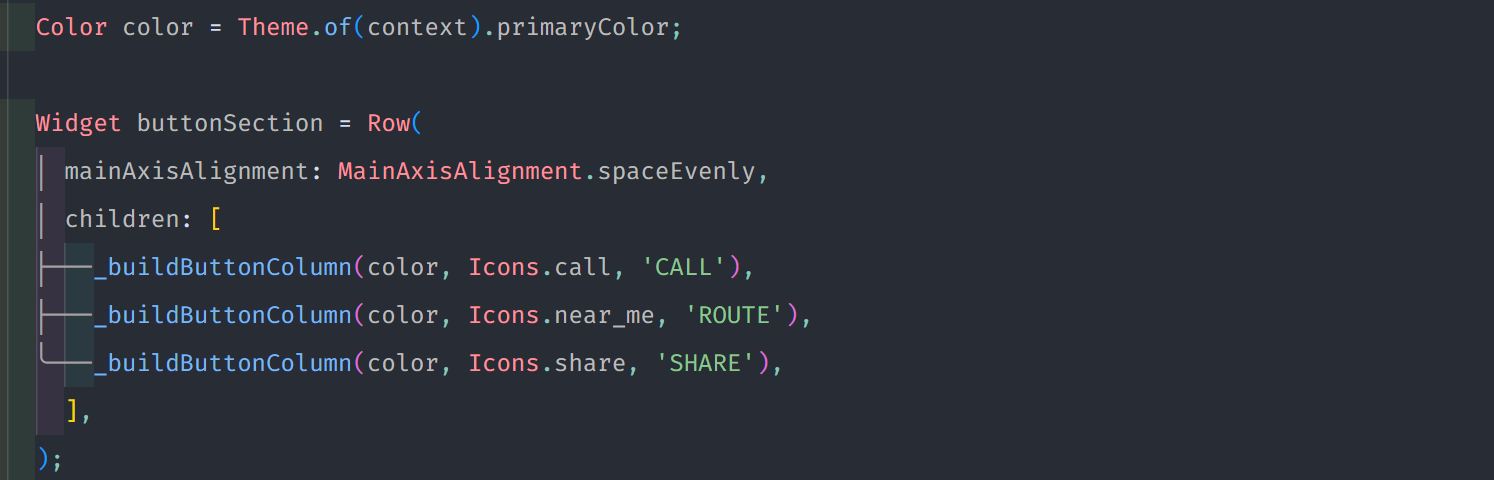 Color color = Theme.of(context).primaryColor;
Widget buttonSection = Row(
mainAxisAlignment: MainAxisAlignment.spaceEvenly,
children: [
_buildButtonColumn(color, Icons.call, 'CALL'),
_buildButtonColumn(color, Icons.near_me, 'ROUTE'),
_buildButtonColumn(color, Icons.share, 'SHARE'),
],
);